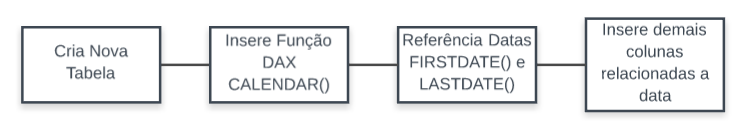 Cria Nova
Tabela
Insere Função
DAX
CALENDAR()
Referência Datas
FIRSTDATE() e
LASTDATE()
Insere demais
colunas
relacionadas a
data